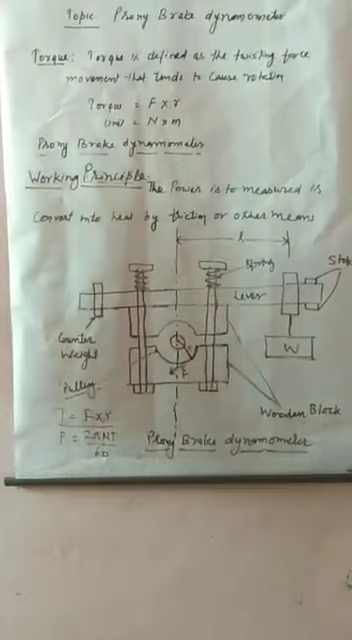 Topic Prony Brake dynamometer
Torque: Torque is defined as the twisting force
movement that tends to cause rotation
Torque = F x r
Unit = N x m
Prony Brake dynamometer
Working Principle- The Power is to measured is
Convert into heat by friction or other means
l
Spring
Stop
Lever
Counter
Weight
W
F
Pulley
Wooden Block
T = F x r
P = 2πNT
60
Prony Brake dynamometer